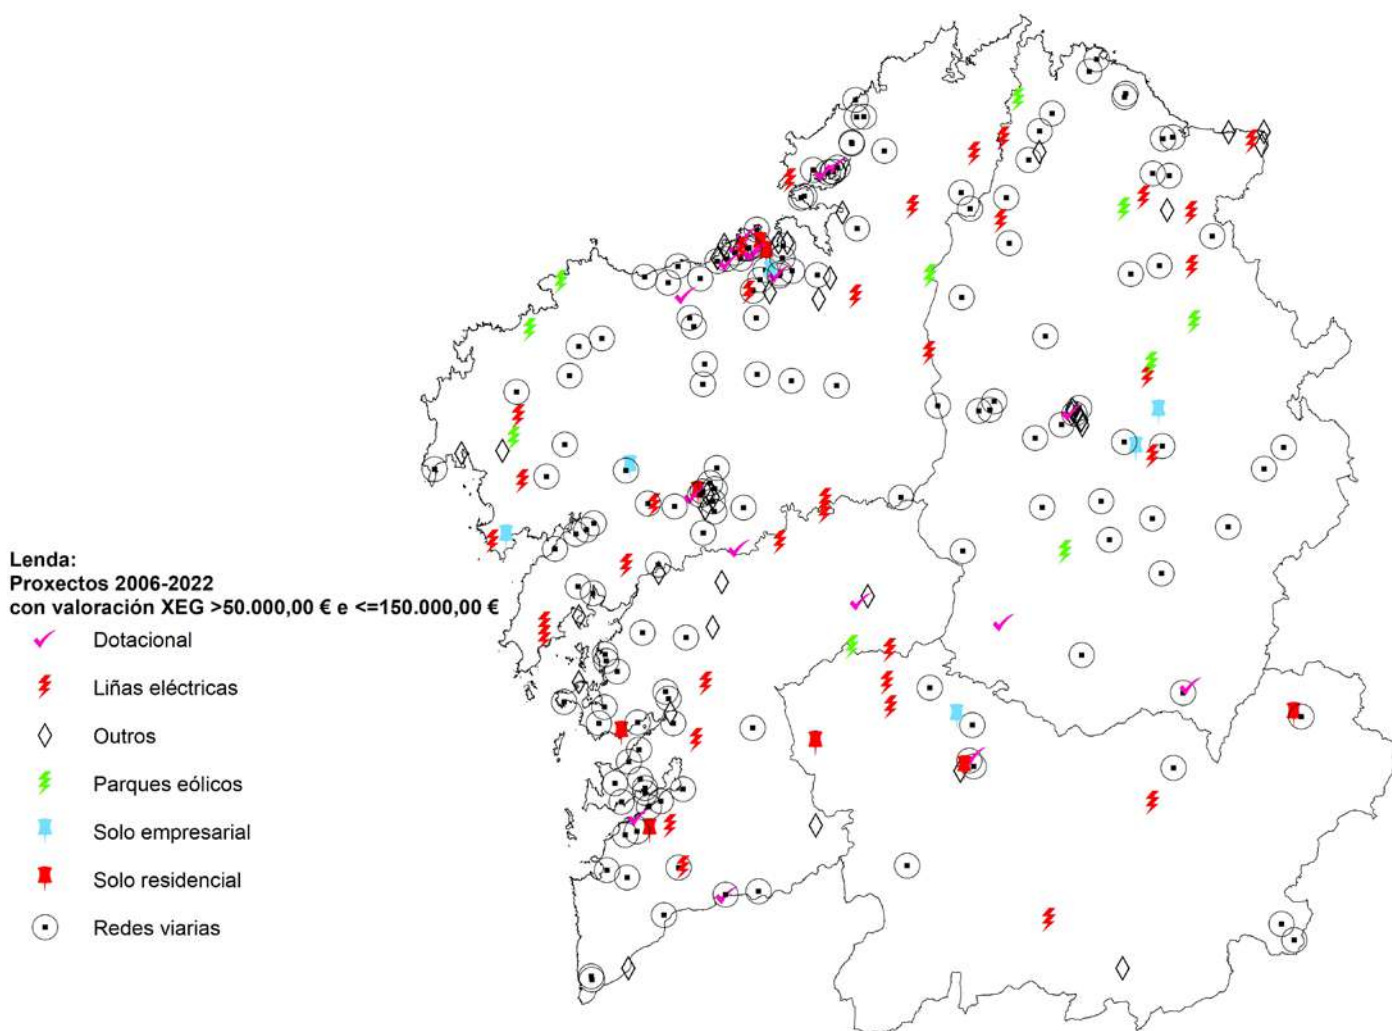 Lenda:
Proxectos 2006-2022
con valoración XEG >50.000,00 € e <=150.000,00 €
Dotacional
Liñas eléctricas
Outros
Parques eólicos
Solo empresarial
Solo residencial
Redes viarias